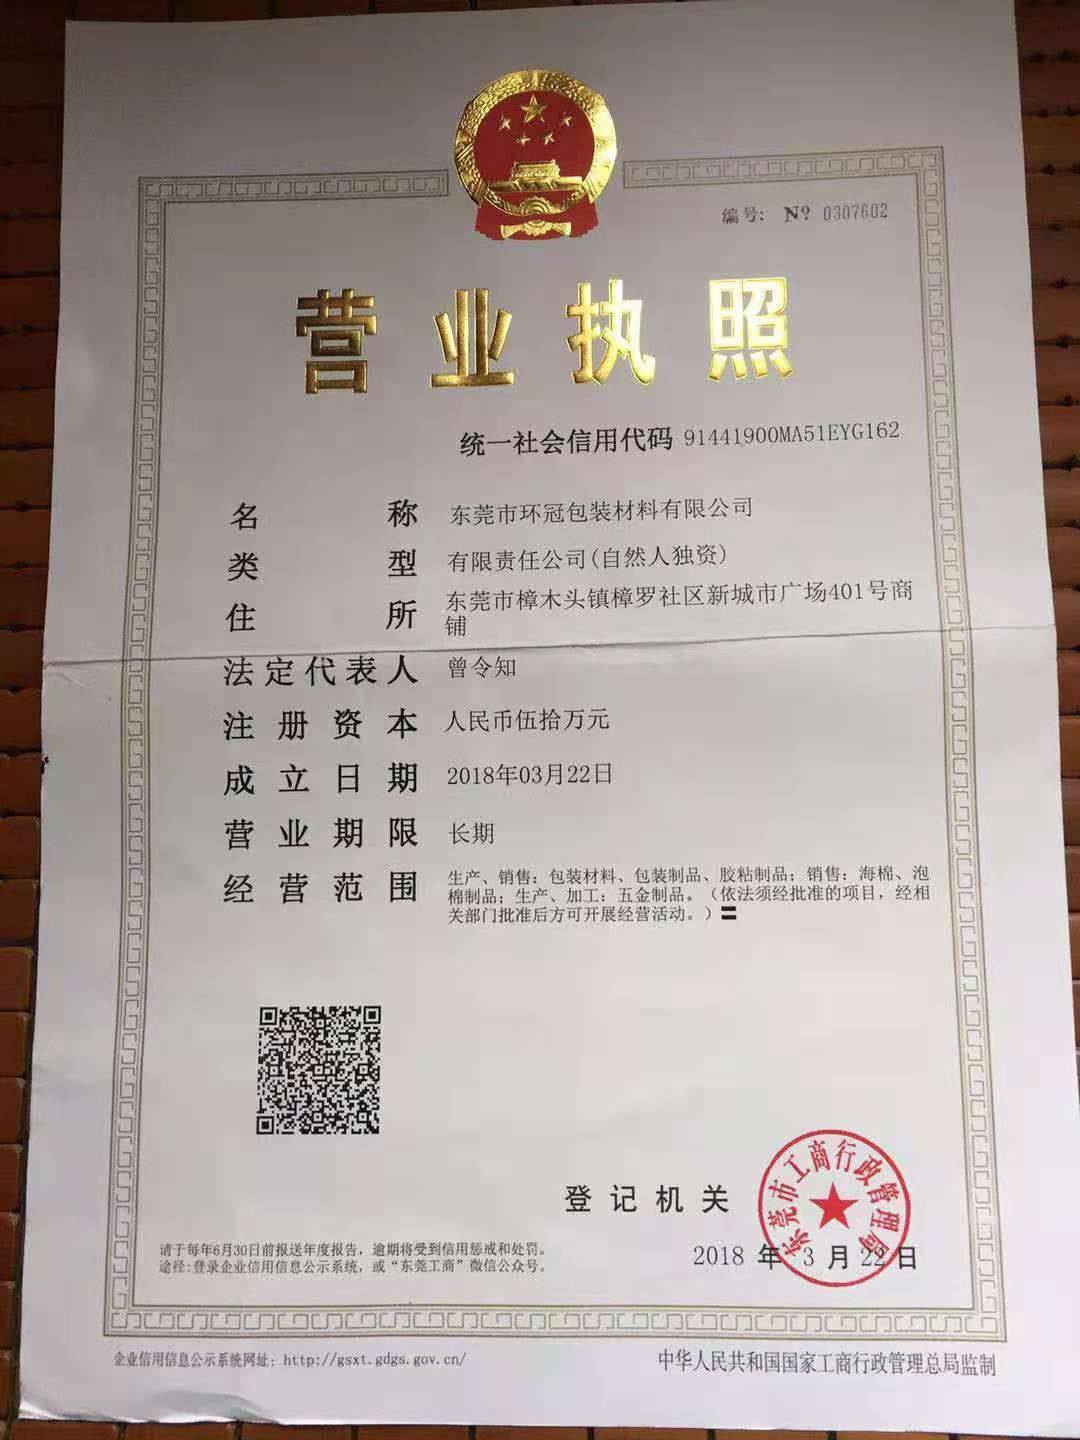 编号: № 0307602
营业执照
统一社会信用代码 91441900MA51EYG162
名称 东莞市环冠包装材料有限公司
类型 有限责任公司(自然人独资)
住所 东莞市樟木头镇樟罗社区新城市广场401号商
铺
法定代表人 曾令知
注册资本 人民币伍拾万元
成立日期 2018年03月22日
营业期限 长期
经营范围 生产、销售：包装材料、包装制品、胶粘制品；销售：海棉、泡
棉制品；生产、加工：五金制品。（依法须经批准的项目，经相
关部门批准后方可开展经营活动。）〓
东莞市工商行政管理局
登记机关
2018 年 3 月 22 日
请于每年6月30日前报送年度报告，逾期将受到信用惩戒和处罚。
途径:登录企业信用信息公示系统，或“东莞工商”微信公众号。
企业信用信息公示系统网址: http://gsxt.gdgs.gov.cn/
中华人民共和国国家工商行政管理总局监制